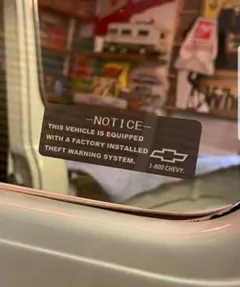 —NOTICE—
THIS VEHICLE IS EQUIPPED
WITH A FACTORY INSTALLED
THEFT WARNING SYSTEM.
1-800 CHEVY.